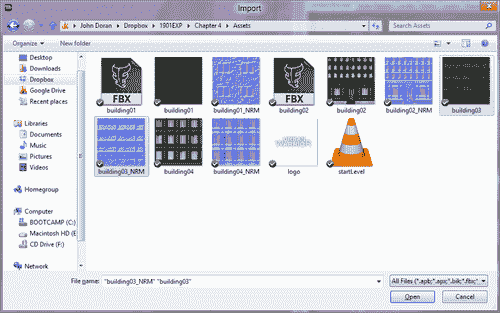 Import
John Doran ▸ Dropbox ▸ 1901EXP ▸ Chapter 4 ▸ Assets
Search Assets
Organize
New folder
Desktop
Downloads
Dropbox
Google Drive
Recent places
Libraries
Documents
Music
Pictures
Videos
Homegroup
Computer
BOOTCAMP (C:)
Macintosh HD (E
CD Drive (F:)
Network
FBX
FBX
building01
building01
building01_NRM
building02
building02
building02_NRM
building03
building03_NRM
building04
building04_NRM
logo
startLevel
File name:
"building03_NRM" "building03"
All Files (*.apb;*.apx;*.bik;*.fbx;*
Open
Cancel